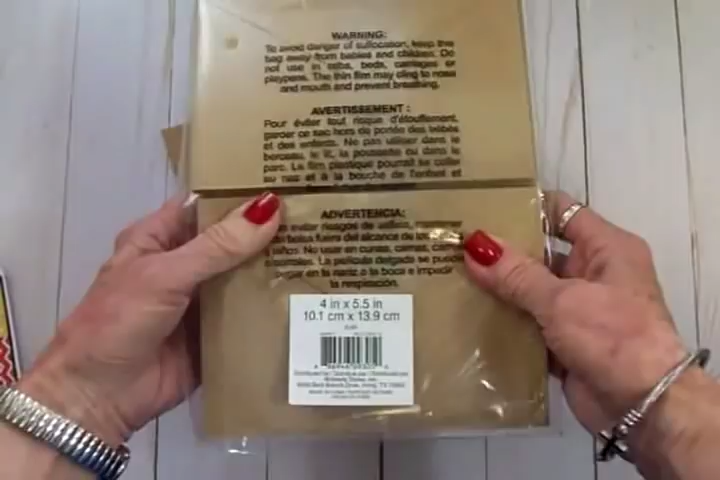 WARNING:
To avoid danger of suffocation, keep this
bag away from babies and children. Do
not use in cribs, beds, carriages or
playpens. The thin film may cling to nose
and mouth and prevent breathing.
AVERTISSEMENT :
Pour éviter tout risque d'étouffement,
garder ce sac hors de portée des bébés
et des enfants. Ne pas utiliser dans le
berceau, le lit, la poussette ou dans le
parc. Le film plastique pourrait se coller
au nez et à la bouche de l'enfant et
ADVERTENCIA:
evitar riesgos de asfixia, mantener
bolsa fuera del alcance de los
niños. No usar en cunas, camas,
La película delgada se puede
pegar en la nariz o la boca e impedir
la respiración.
4 in x 5.5 in
10.1 cm x 13.9 cm